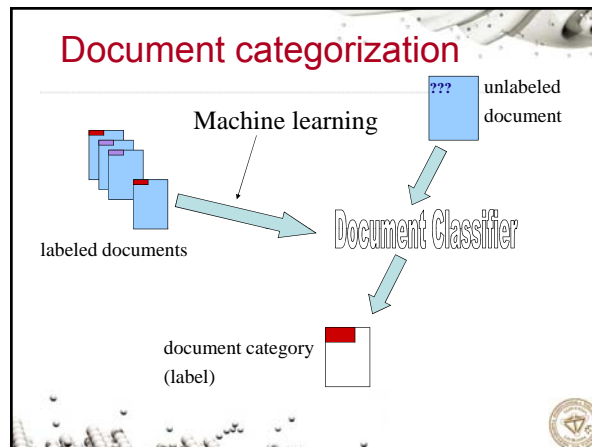 Document categorization
???
unlabeled
document
Machine learning
labeled documents
Document Classifier
document category
(label)